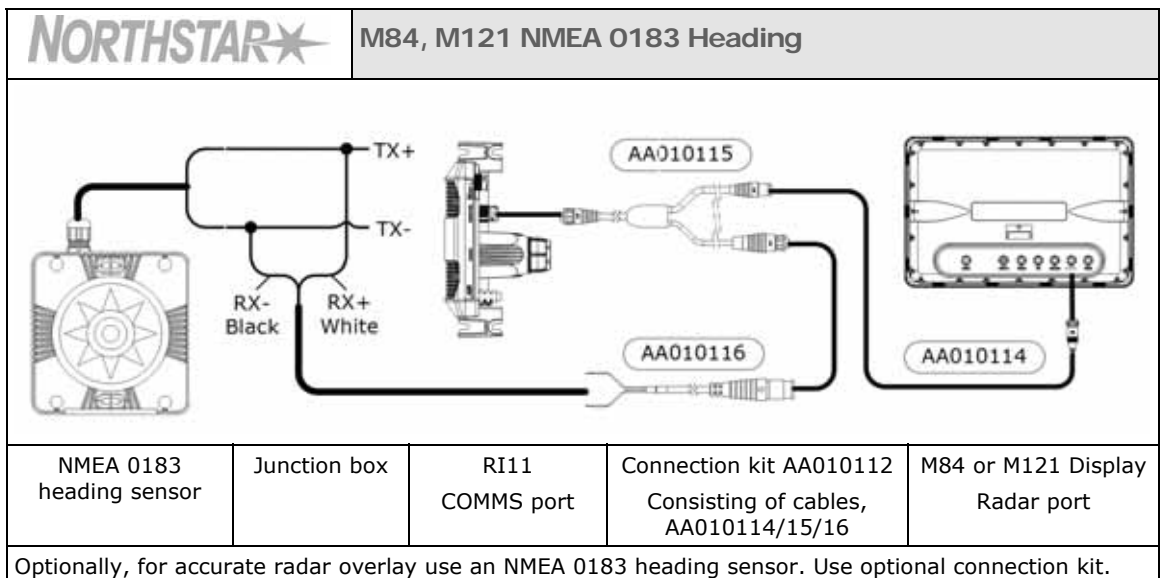 NORTHSTAR
M84, M121 NMEA 0183 Heading
TX+
AA010115
TX-
RX-
Black
RX+
White
AA010116
AA010114
NMEA 0183
heading sensor
Junction box
RI11
COMMS port
Connection kit AA010112
Consisting of cables,
AA010114/15/16
M84 or M121 Display
Radar port
Optionally, for accurate radar overlay use an NMEA 0183 heading sensor. Use optional connection kit.